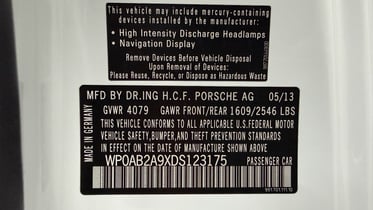 This vehicle may include mercury-containing
devices installed by the manufacturer:
• High Intensity Discharge Headlamps
• Navigation Display
Remove Devices Before Vehicle Disposal
Upon Removal of Devices:
Please Reuse, Recycle, or Dispose as Hazardous Waste
MFD BY DR.ING H.C.F. PORSCHE AG 05/13
GVWR 4079 GAWR FRONT/REAR 1609/2546 LBS
THIS VEHICLE CONFORMS TO ALL APPLICABLE U.S.FEDERAL
MOTOR VEHICLE SAFETY,BUMPER,AND THEFT PREVENTION
STANDARDS IN EFFECT ON THE DATE OF
MANUFACTURE SHOWN ABOVE
WP0AB2A9XDS123175 PASSENGER CAR
MADE IN GERMANY